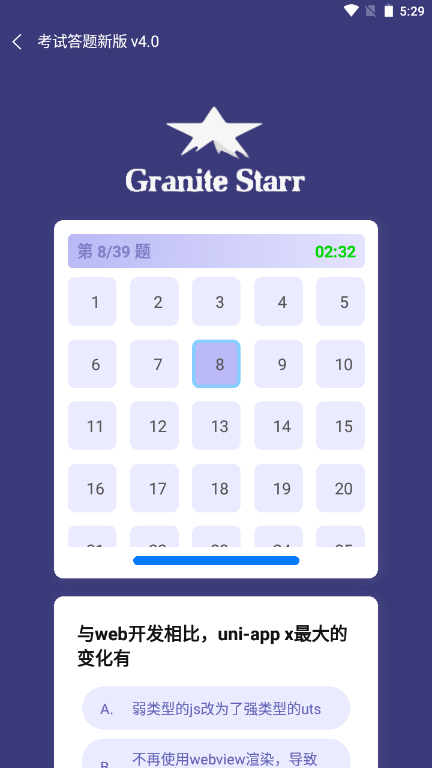 5:29
考试答题新版 v4.0
Granite Starr
第 8/39 题 02:32
1 2 3 4 5
6 7 8 9 10
11 12 13 14 15
16 17 18 19 20
与web开发相比，uni-app x最大的
变化有
A. 弱类型的js改为了强类型的uts
B. 不再使用webview渲染，导致